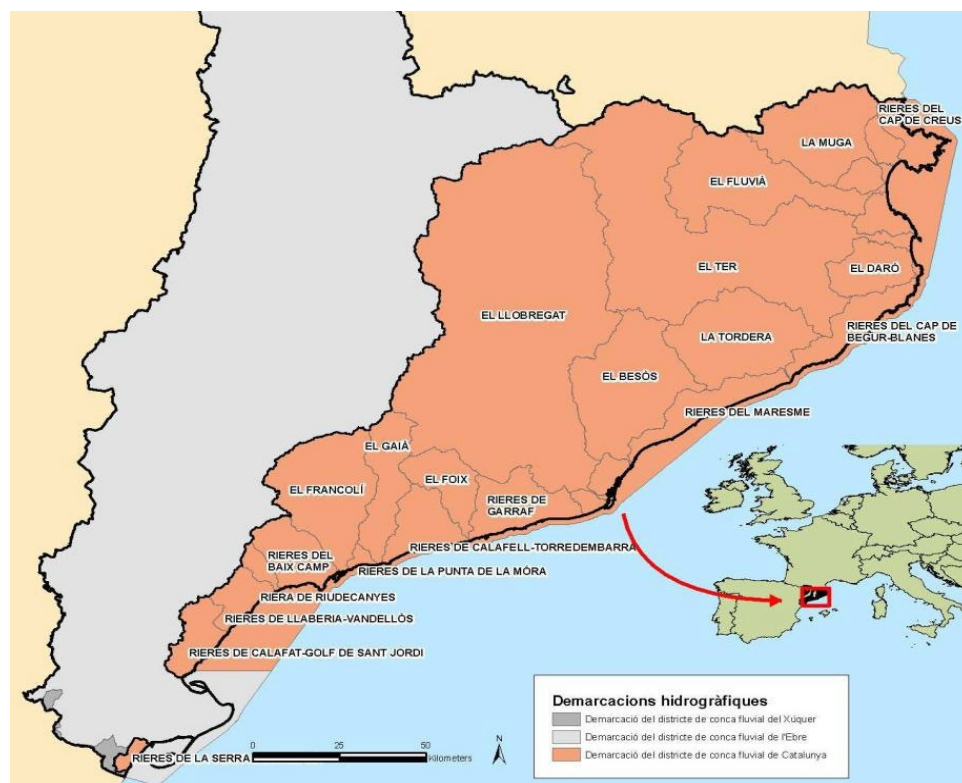 RIERES DEL
CAP DE CREUS
LA MUGA
EL FLUVIÀ
EL TER
EL DARÓ
EL LLOBREGAT
RIERES DEL CAP DE
BEGUR-BLANES
LA TORDERA
EL BESÒS
RIERES DEL MARESME
EL GAIÀ
EL FOIX
EL FRANCOLÍ
RIERES DE
GARRAF
RIERES DE CALAFELL-TORREDEMBARRA
RIERES DEL
BAIX CAMP
RIERES DE LA PUNTA DE LA MÓRA
RIERA DE RIUDECANYES
RIERES DE LLABERIA-VANDELLÒS
RIERES DE CALAFAT-GOLF DE SANT JORDI
RIERES DE LA SERRA
0 25 50
Kilometers
N
Demarcacions hidrogràfiques
Demarcació del districte de conca fluvial del Xúquer
Demarcació del districte de conca fluvial de l'Ebre
Demarcació del districte de conca fluvial de Catalunya